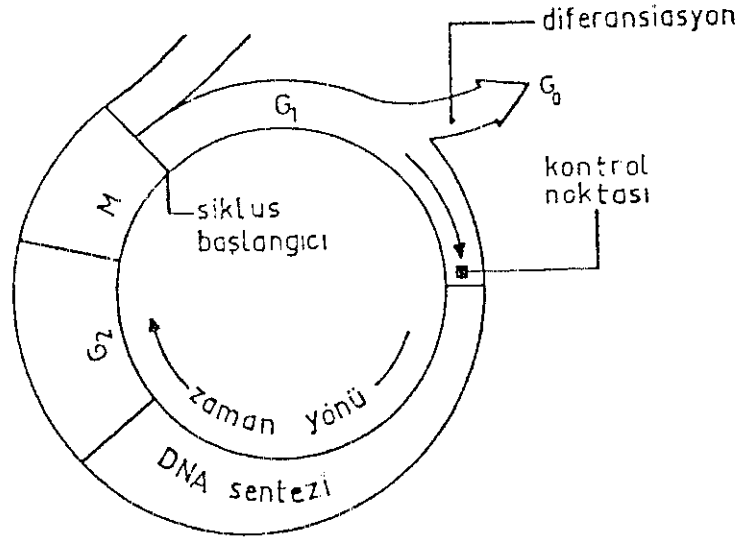 diferansiasyon
G₁
G₀
kontrol
noktası
M
siklus
başlangıcı
G₂
zaman yönü
DNA sentezi